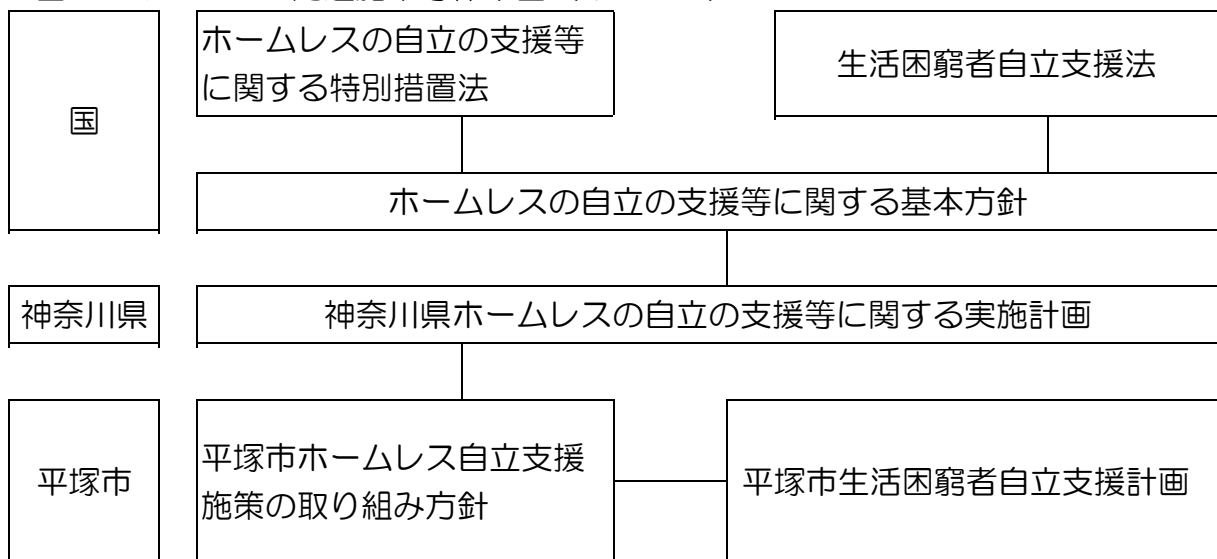 国
ホームレスの自立の支援等
に関する特別措置法
生活困窮者自立支援法
ホームレスの自立の支援等に関する基本方針
神奈川県
神奈川県ホームレスの自立の支援等に関する実施計画
平塚市
平塚市ホームレス自立支援
施策の取り組み方針
平塚市生活困窮者自立支援計画